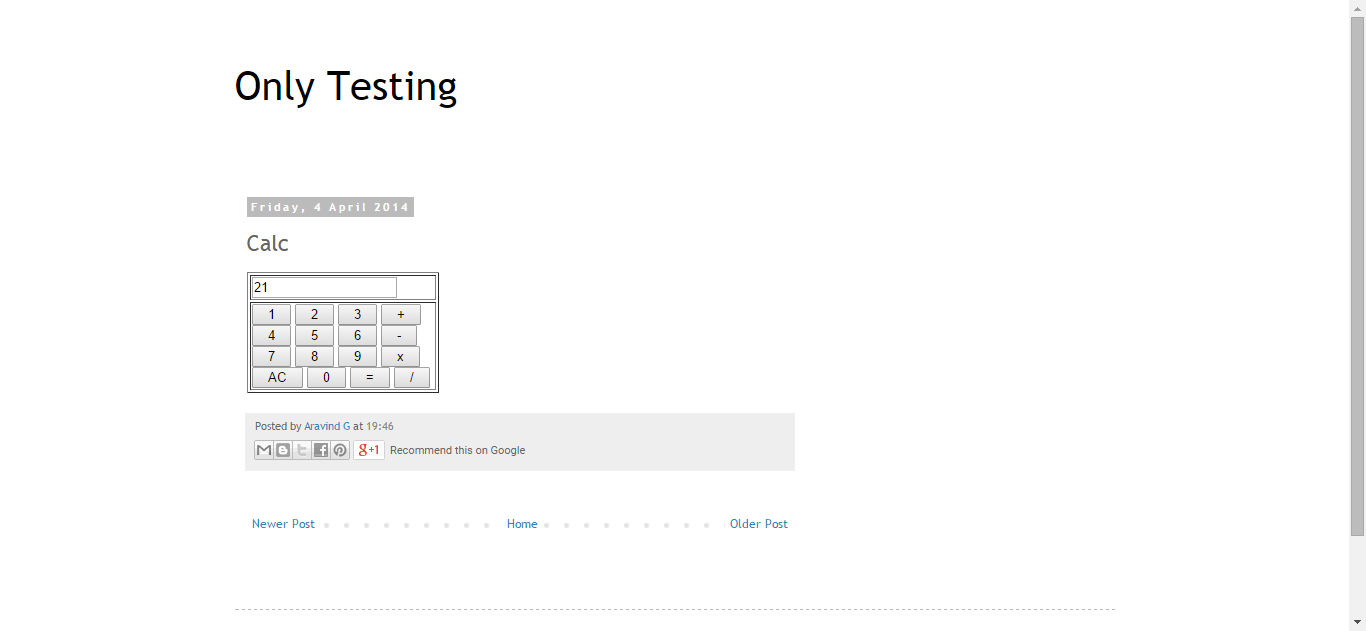 Only Testing
Friday, 4 April 2014
Calc
21
1 2 3 +
4 5 6 -
7 8 9 x
AC 0 = /
Posted by Aravind G at 19:46
g+1 Recommend this on Google
Newer Post Home Older Post